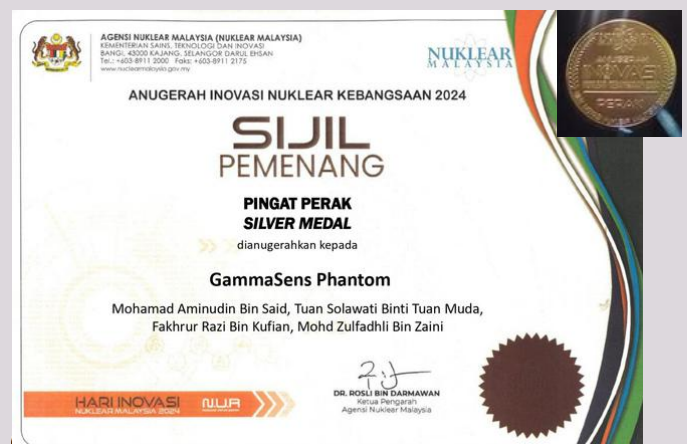 AGENSI NUKLEAR MALAYSIA (NUKLEAR MALAYSIA)
KEMENTERIAN SAINS, TEKNOLOGI DAN INOVASI
BANGI, 43000 KAJANG, SELANGOR DARUL EHSAN
Tel.: +603-8911 2000 Faks: +603-8911 2175
www.nuclearmalaysia.gov.my
NUKLEAR
MALAYSIA
ANUGERAH
INOVASI
PERAK
ANUGERAH INOVASI NUKLEAR KEBANGSAAN 2024
SIJIL
PEMENANG
PINGAT PERAK
SILVER MEDAL
dianugerahkan kepada
GammaSens Phantom
Mohamad Aminudin Bin Said, Tuan Solawati Binti Tuan Muda,
Fakhrur Razi Bin Kufian, Mohd Zulfadhli Bin Zaini
DR. ROSLI BIN DARMAWAN
Ketua Pengarah
Agensi Nuklear Malaysia
HARI INOVASI
NUKLEAR MALAYSIA 2024
N.U.R